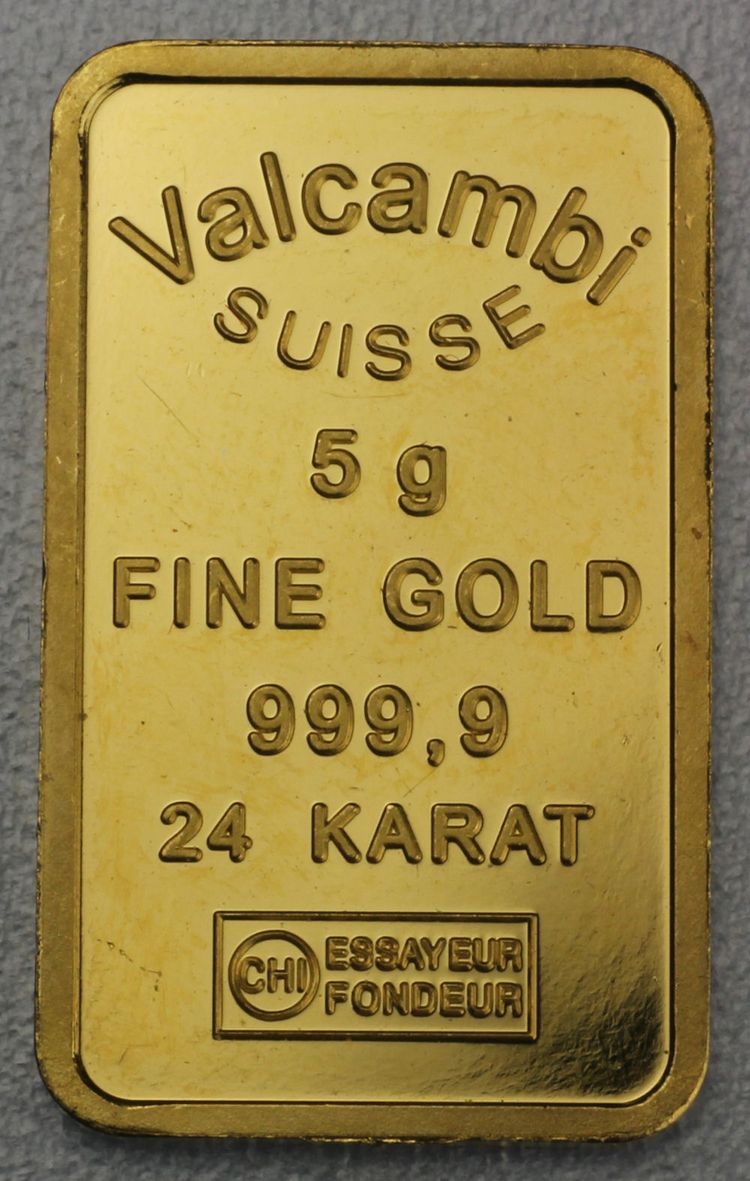 Valcambi
SUISSE
5 g
FINE GOLD
999,9
24 KARAT
CHI ESSAYEUR
FONDEUR